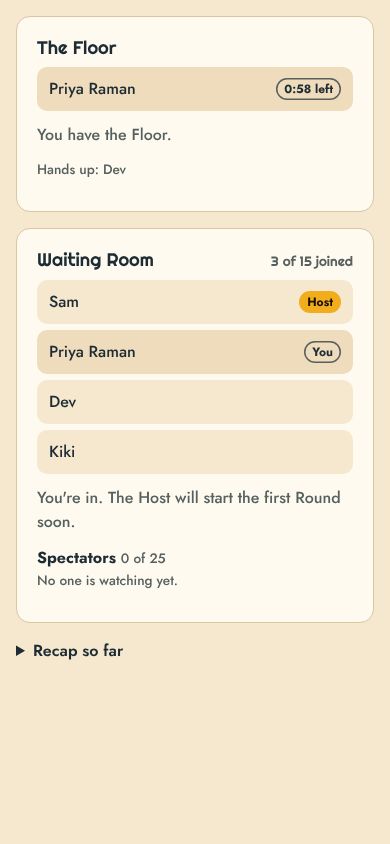 The Floor
Priya Raman 0:58 left
You have the Floor.
Hands up: Dev
Waiting Room 3 of 15 joined
Sam Host
Priya Raman You
Dev
Kiki
You're in. The Host will start the first Round
soon.
Spectators 0 of 25
No one is watching yet.
Recap so far